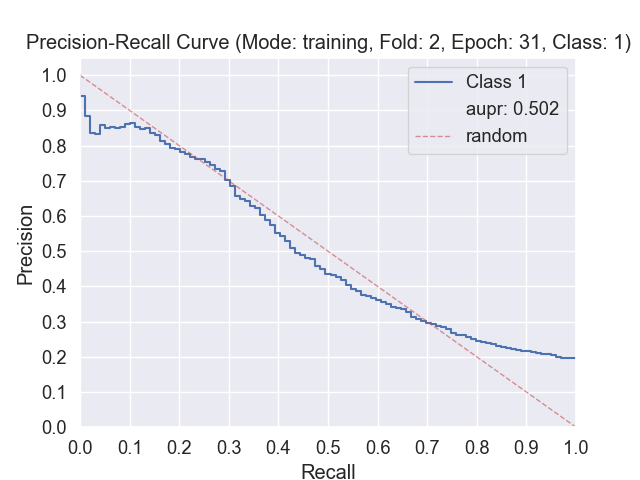 Precision-Recall Curve (Mode: training, Fold: 2, Epoch: 31, Class: 1)
1.0
0.9
0.8
0.7
0.6
0.5
0.4
0.3
0.2
0.1
0.0
Precision
Class 1
aupr: 0.502
random
0.0 0.1 0.2 0.3 0.4 0.5 0.6 0.7 0.8 0.9 1.0
Recall